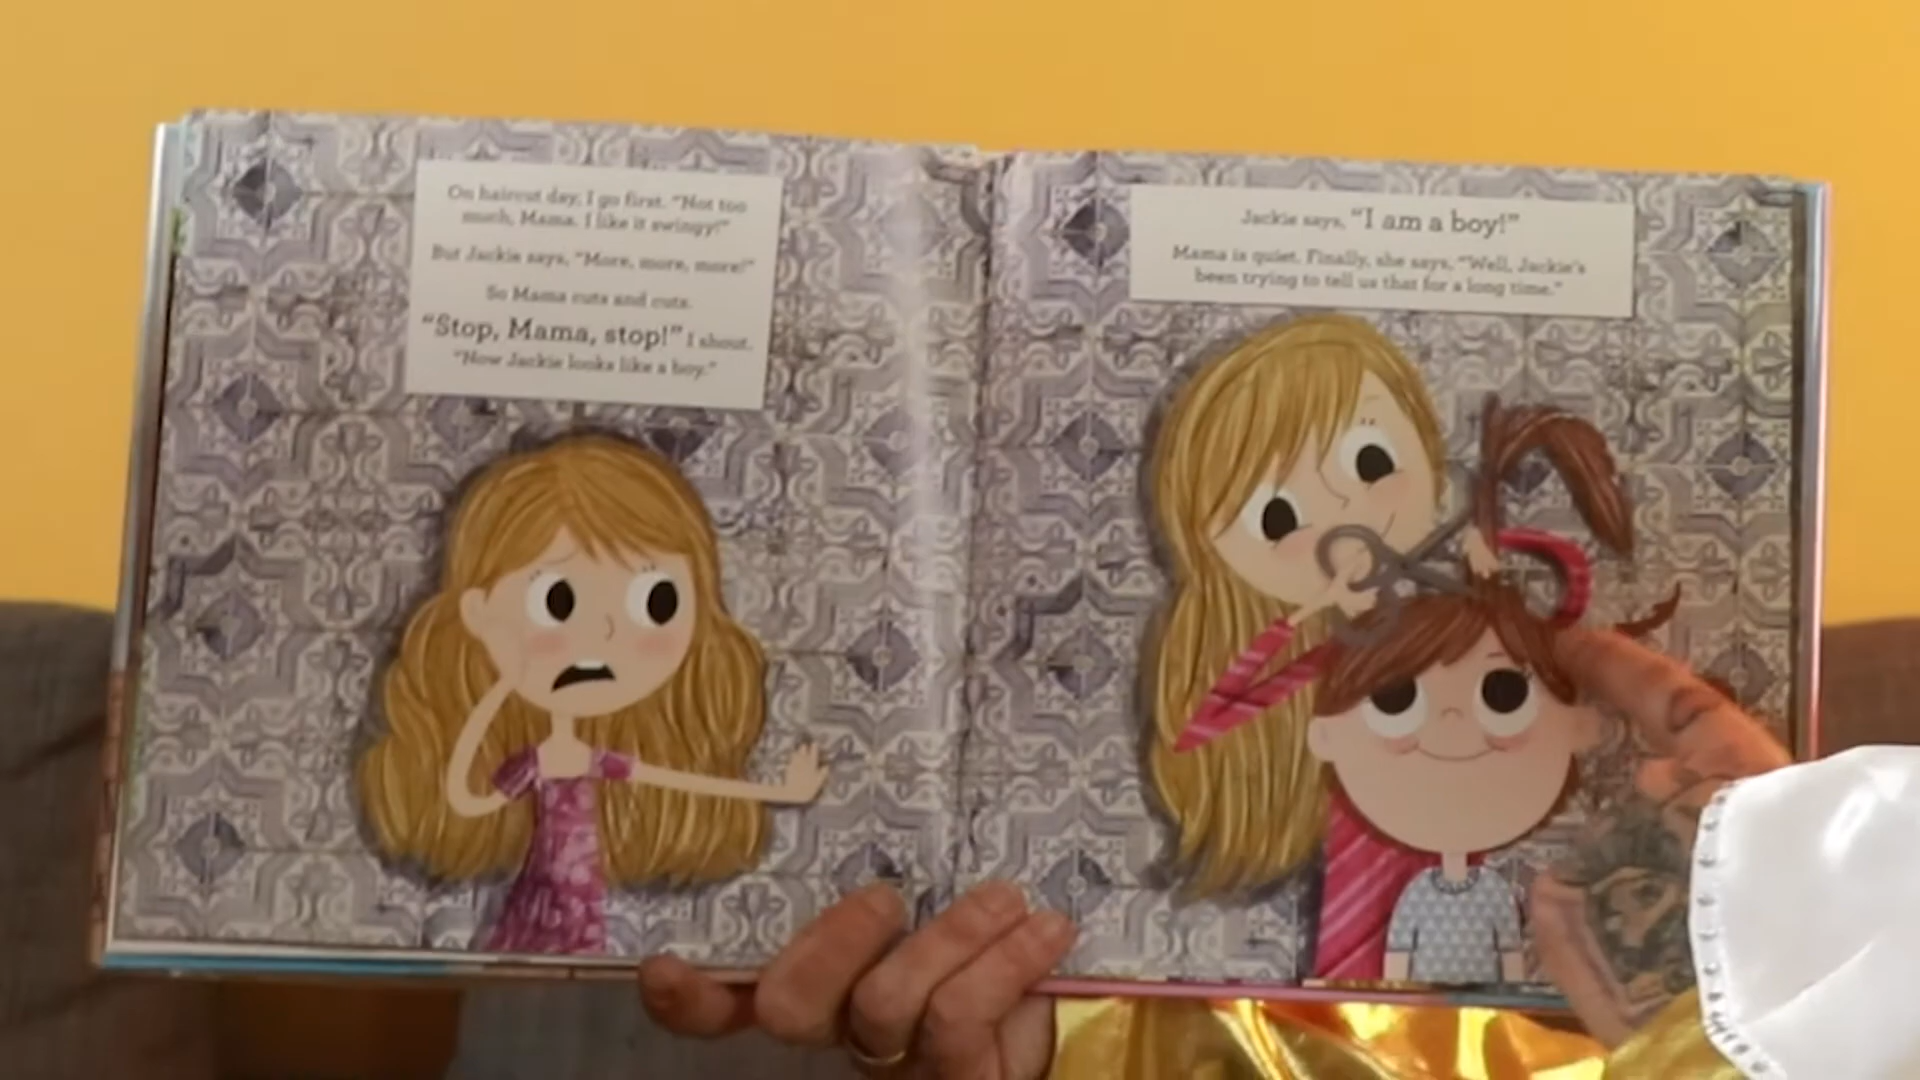 On haircut day, I go first. “Not too
much, Mama. I like it swingy!”
But Jackie says, “More, more, more!”
So Mama cuts and cuts.
“Stop, Mama, stop!” I shout.
“Now Jackie looks like a boy.”
Jackie says, “I am a boy!”
Mama is quiet. Finally, she says, “Well, Jackie’s
been trying to tell us that for a long time.”